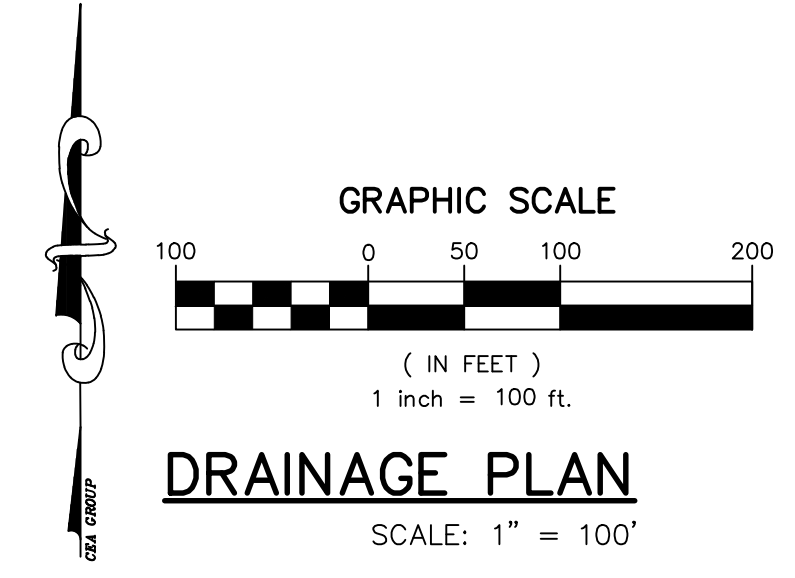 GRAPHIC SCALE
100 0 50 100 200
( IN FEET )
1 inch = 100 ft.
DRAINAGE PLAN
SCALE: 1" = 100'
CEA GROUP